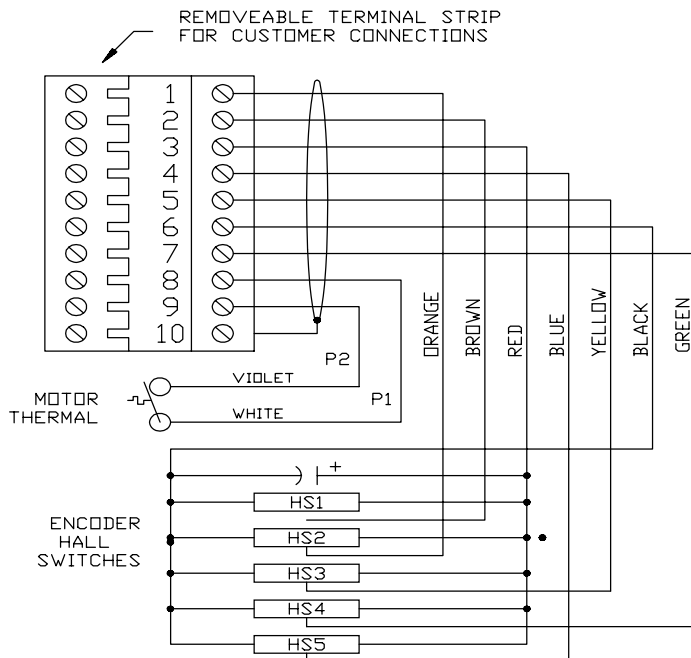 REMOVEABLE TERMINAL STRIP
FOR CUSTOMER CONNECTIONS
1
2
3
4
5
6
7
8
9
10
ORANGE
BROWN
RED
BLUE
YELLOW
BLACK
GREEN
P2
P1
MOTOR
THERMAL
VIOLET
WHITE
+
ENCODER
HALL
SWITCHES
HS1
HS2
HS3
HS4
HS5